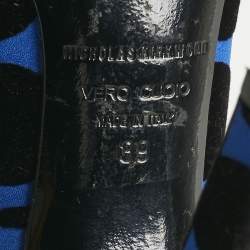 NICHOLAS KIRKWOOD
VERO CUOIO
MADE IN ITALY
39